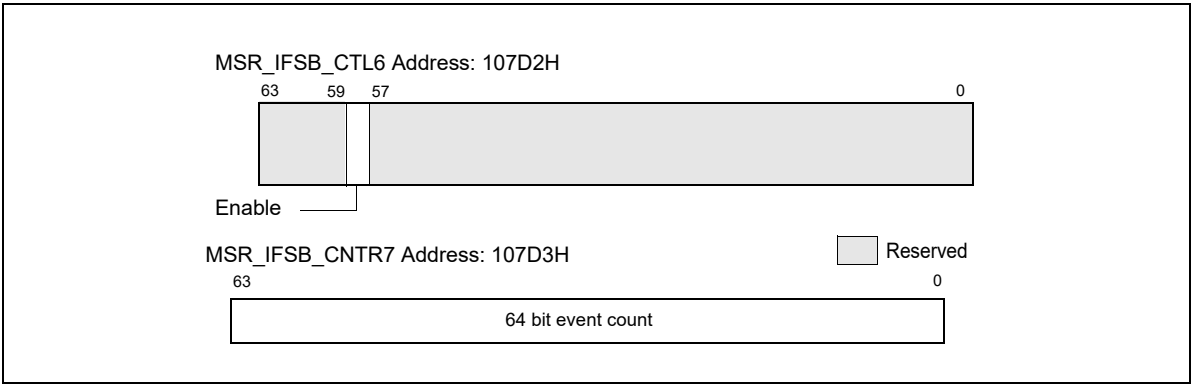 MSR_IFSB_CTL6 Address: 107D2H
63 59 57 0
Enable
MSR_IFSB_CNTR7 Address: 107D3H
Reserved
63 0
64 bit event count